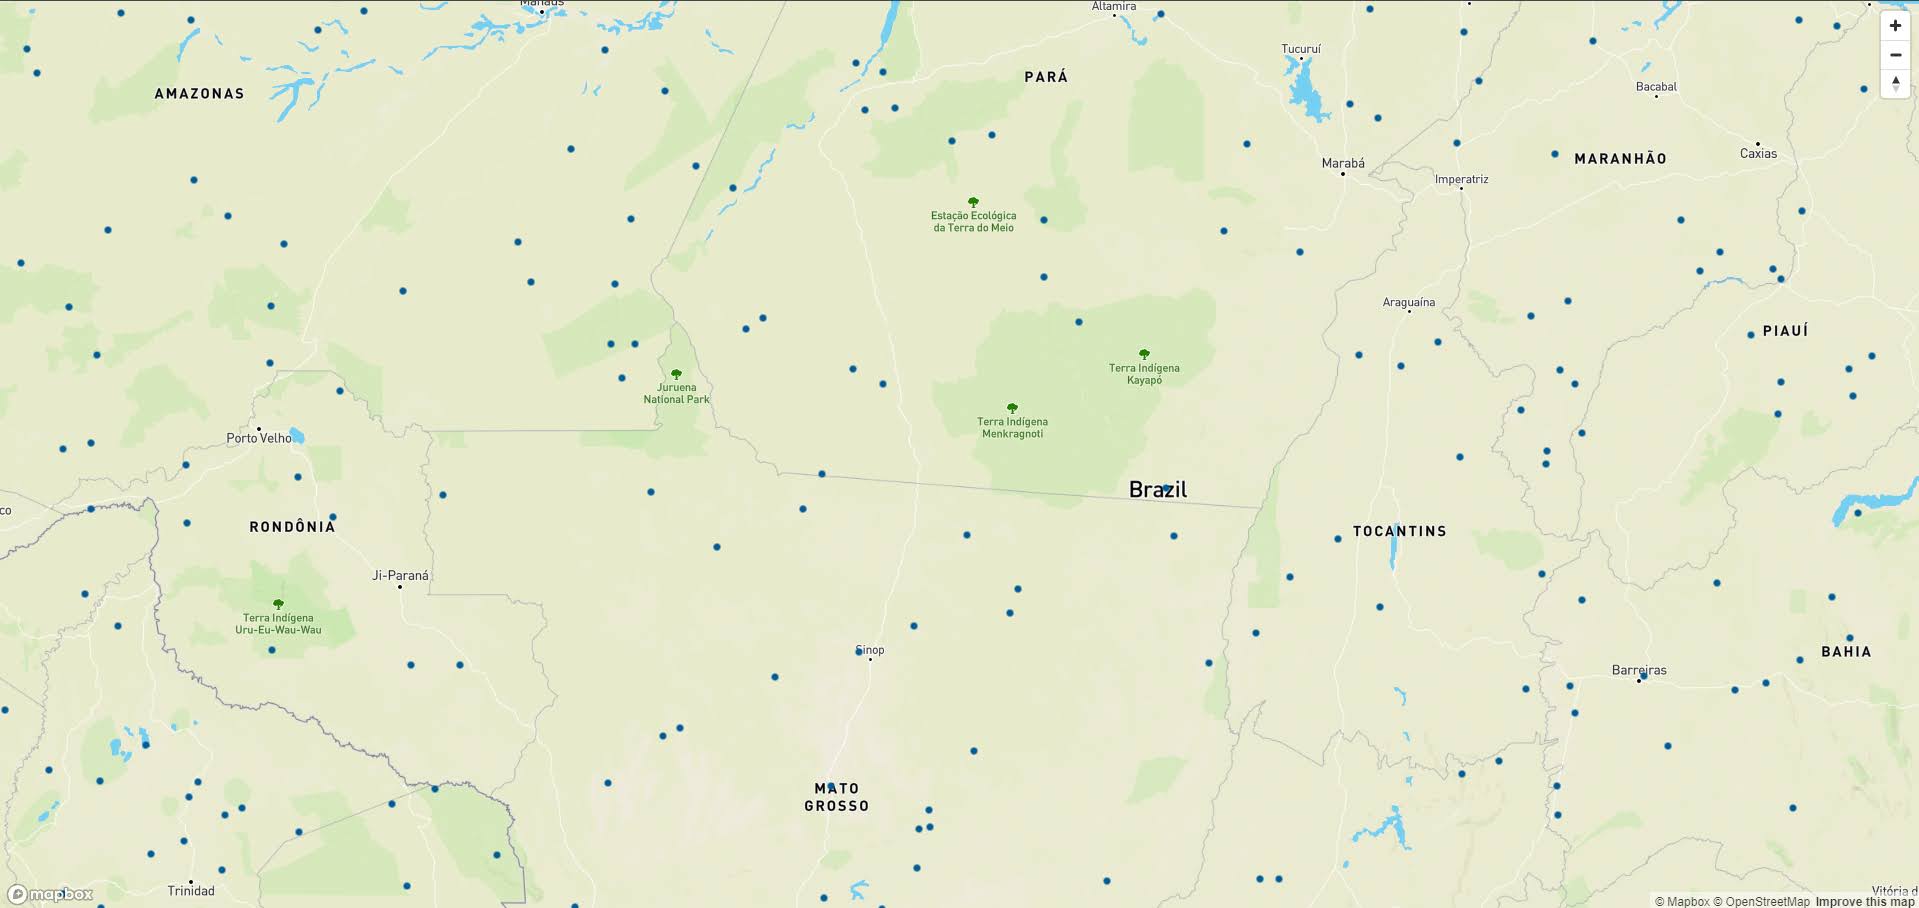 Manaus
Altamira
Tucuruí
PARÁ
AMAZONAS
Bacabal
MARANHÃO
Caxias
Marabá
Imperatriz
Estação Ecológica
da Terra do Meio
Araguaína
PIAUÍ
Terra Indígena
Kayapó
Juruena
National Park
Terra Indígena
Menkragnoti
Porto Velho
Brazil
co
RONDÔNIA
TOCANTINS
Ji-Paraná
Terra Indígena
Uru-Eu-Wau-Wau
Sinop
BAHIA
Barreiras
MATO
GROSSO
Trinidad
Vitória d
mapbox
© Mapbox © OpenStreetMap Improve this map